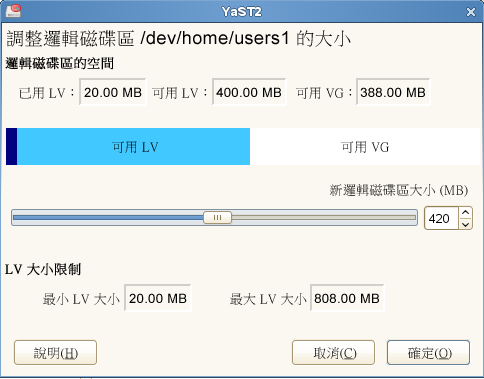 YaST2
調整邏輯磁碟區 /dev/home/users1 的大小
邏輯磁碟區的空間
已用 LV： 20.00 MB 可用 LV： 400.00 MB 可用 VG： 388.00 MB
可用 LV 可用 VG
新邏輯磁碟區大小 (MB)
420
LV 大小限制
最小 LV 大小 20.00 MB 最大 LV 大小 808.00 MB
說明(H) 取消(C) 確定(O)